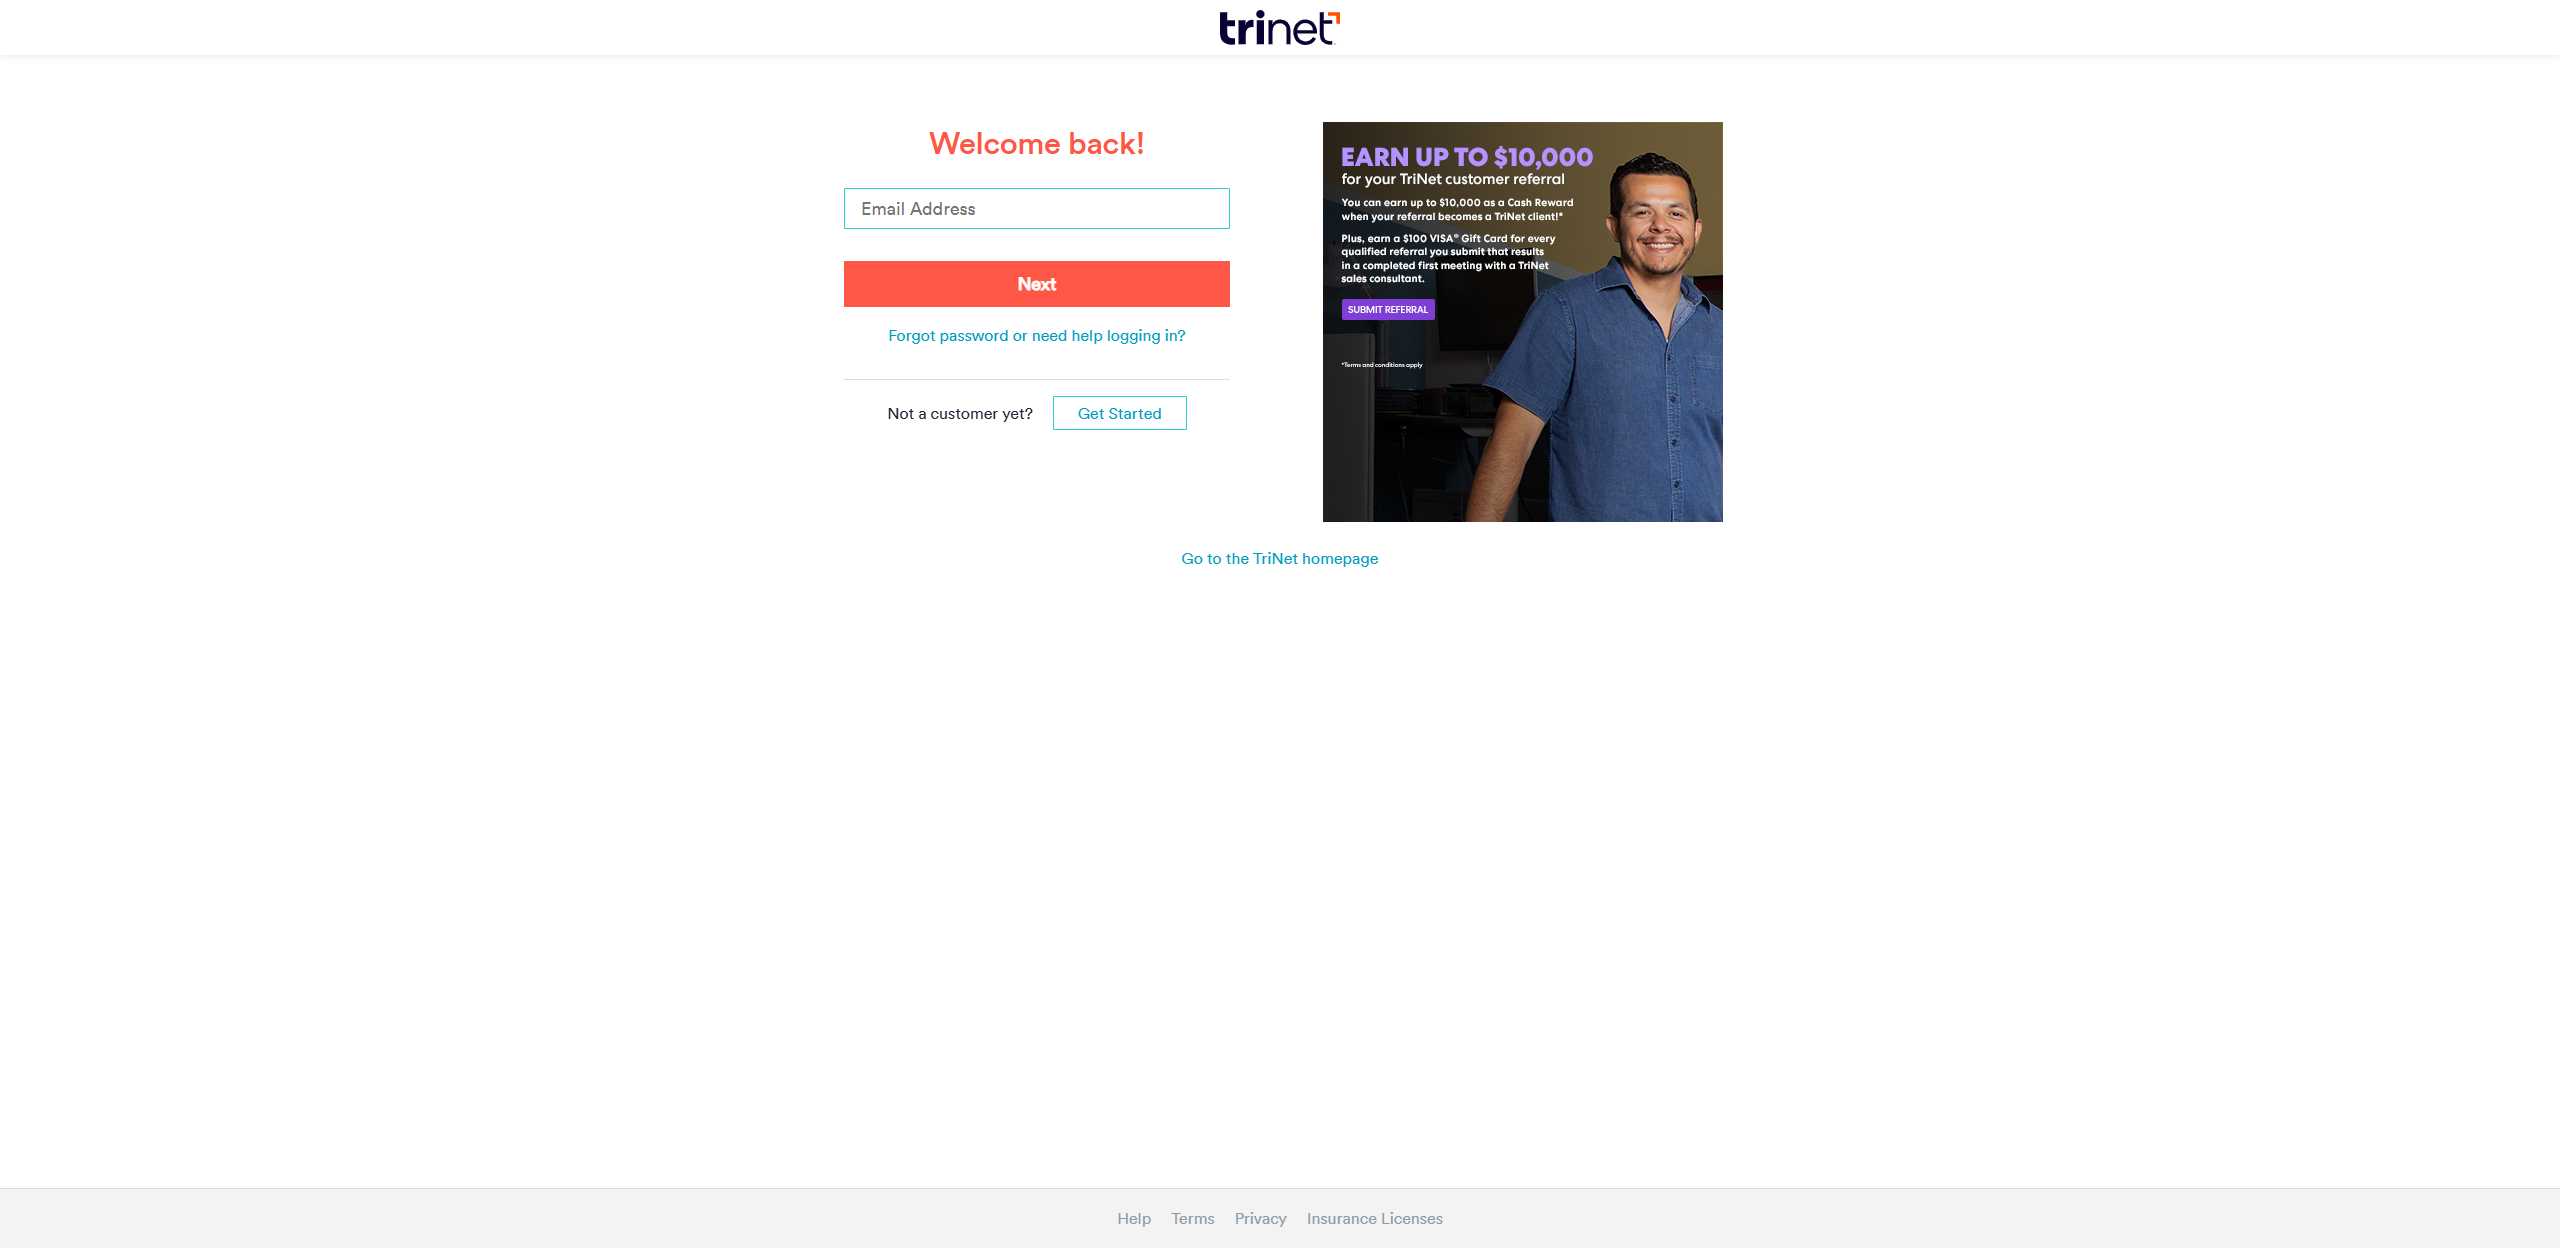 trinet
Welcome back!
Email Address
Next
Forgot password or need help logging in?
Not a customer yet?
Get Started
EARN UP TO $10,000
for your TriNet customer referral
You can earn up to $10,000 as a Cash Reward
when your referral becomes a TriNet client!*
Plus, earn a $100 VISA® Gift Card for every
qualified referral you submit that results
in a completed first meeting with a TriNet
sales consultant.
SUBMIT REFERRAL
*Terms and conditions apply
Go to the TriNet homepage
Help
Terms
Privacy
Insurance Licenses